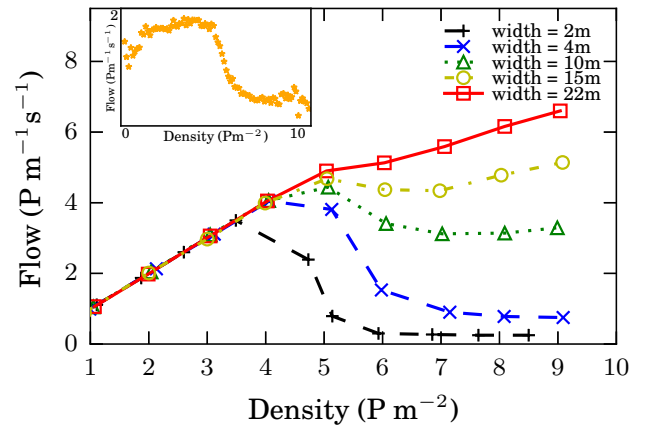 8
6
4
2
0
Flow (P m⁻¹s⁻¹)
1 2 3 4 5 6 7 8 9 10
Density (P m⁻²)
width = 2m
width = 4m
width = 10m
width = 15m
width = 22m
2
Flow (Pm⁻¹s⁻¹)
0 10
Density (Pm⁻²)